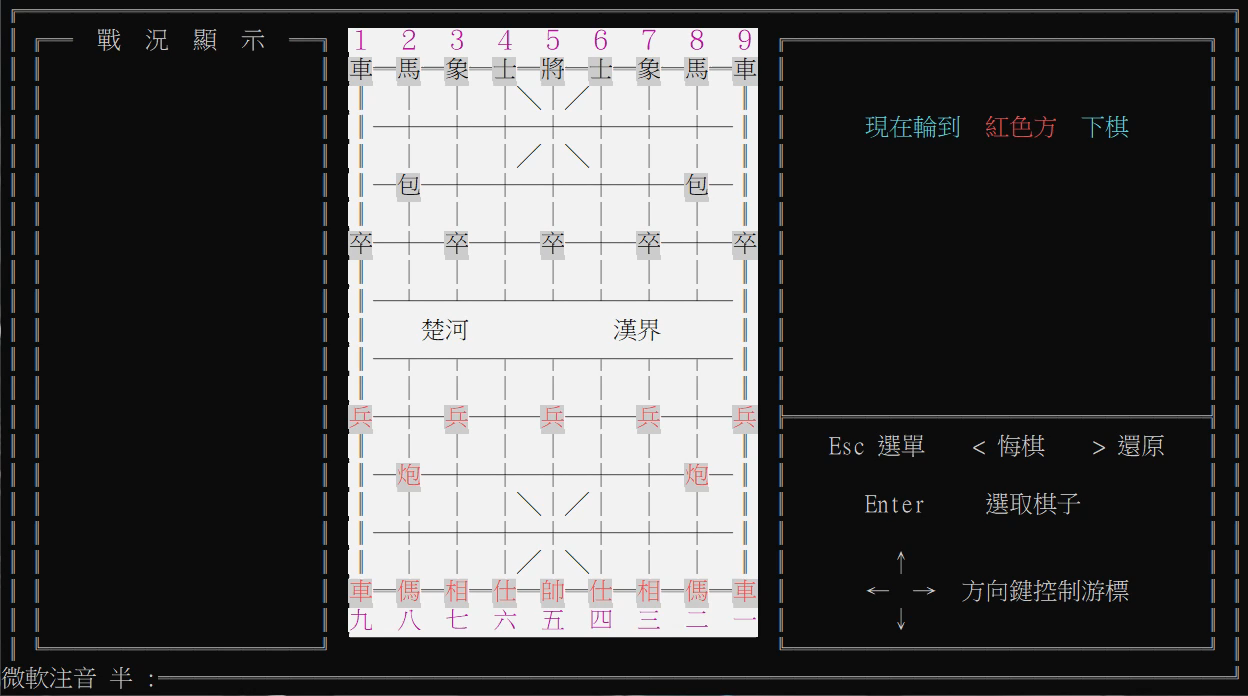 戰 況 顯 示
1 2 3 4 5 6 7 8 9
車 馬 象 士 將 士 象 馬 車
現在輪到 紅色方 下棋
包 包
卒 卒 卒 卒 卒
楚河 漢界
兵 兵 兵 兵 兵
Esc 選單 < 悔棋 > 還原
炮 炮
Enter 選取棋子
↑
車 傌 相 仕 帥 仕 相 傌 車
← → 方向鍵控制游標
↓
九 八 七 六 五 四 三 二 一
微軟注音 半 :